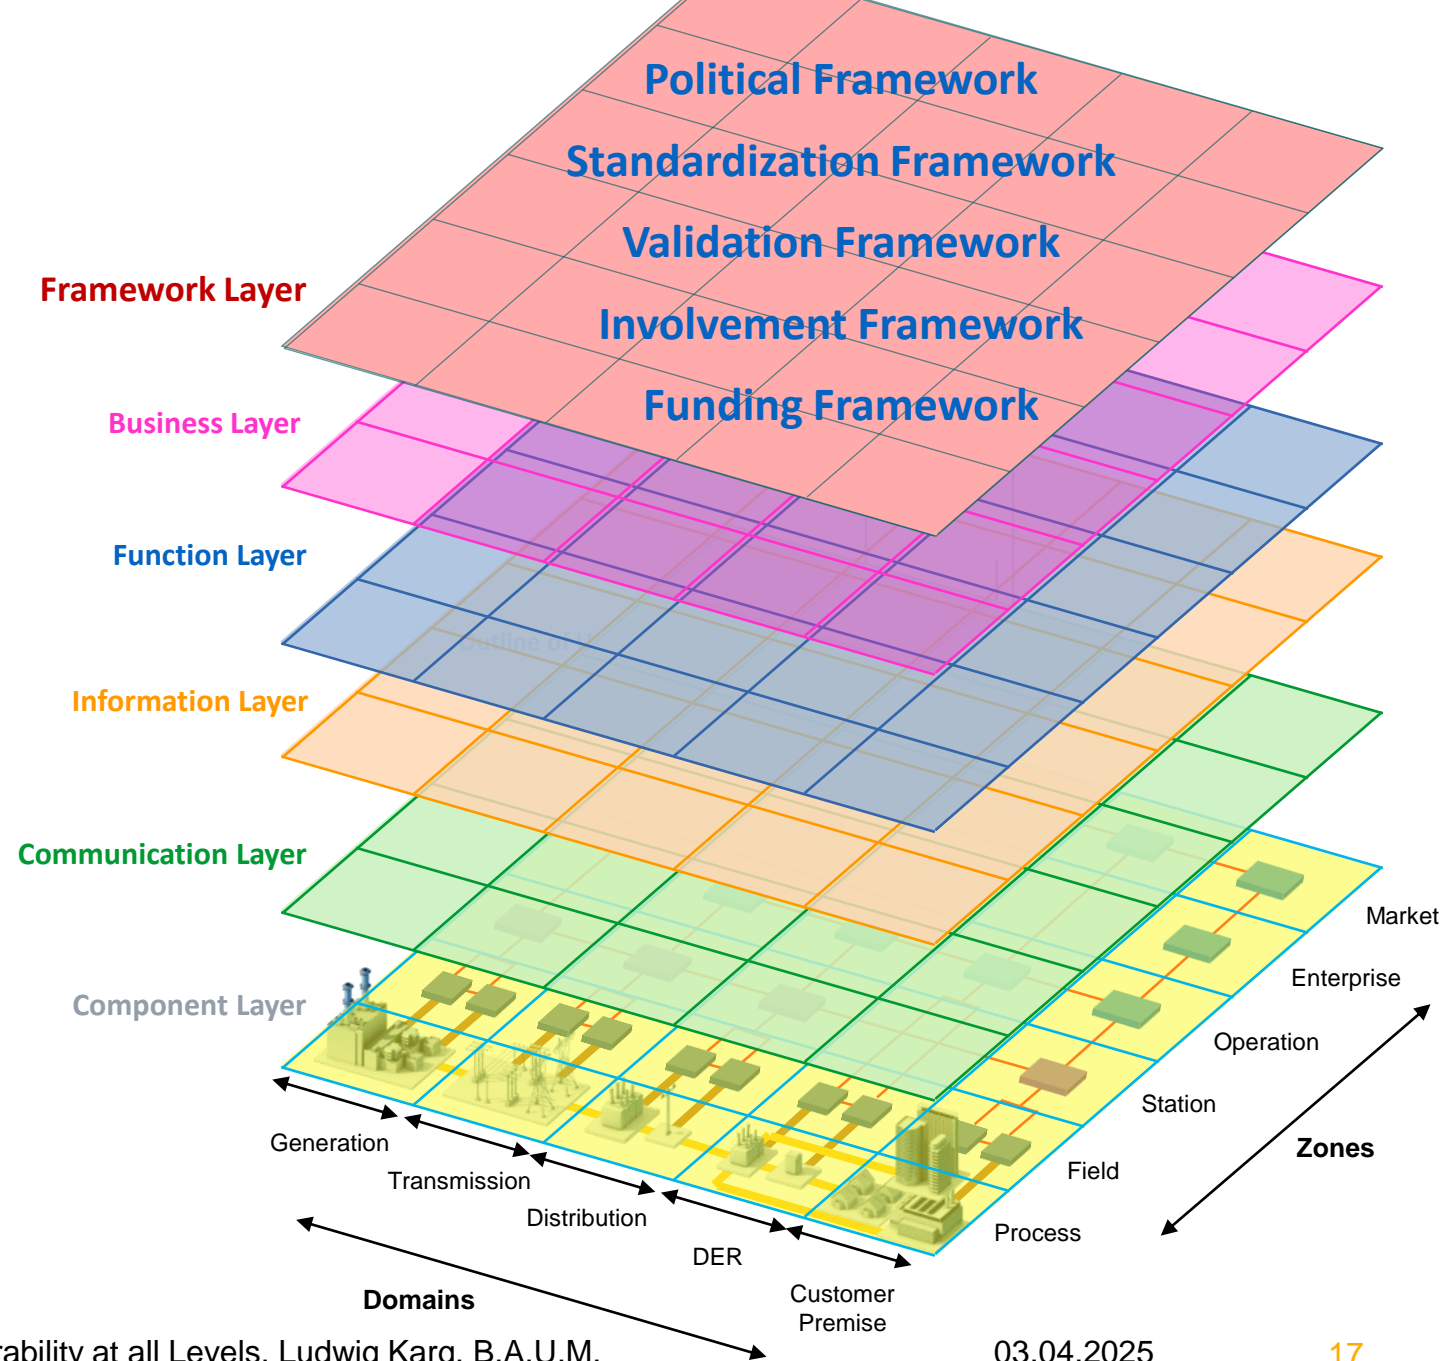 Political Framework
Standardization Framework
Validation Framework
Involvement Framework
Funding Framework
Framework Layer
Business Layer
Function Layer
Outline of
Information Layer
Communication Layer
Component Layer
Market
Enterprise
Operation
Station
Field
Process
Zones
Generation
Transmission
Distribution
DER
Customer
Premise
Domains
rability at all Levels, Ludwig Karg, B.A.U.M.
03.04.2025
17